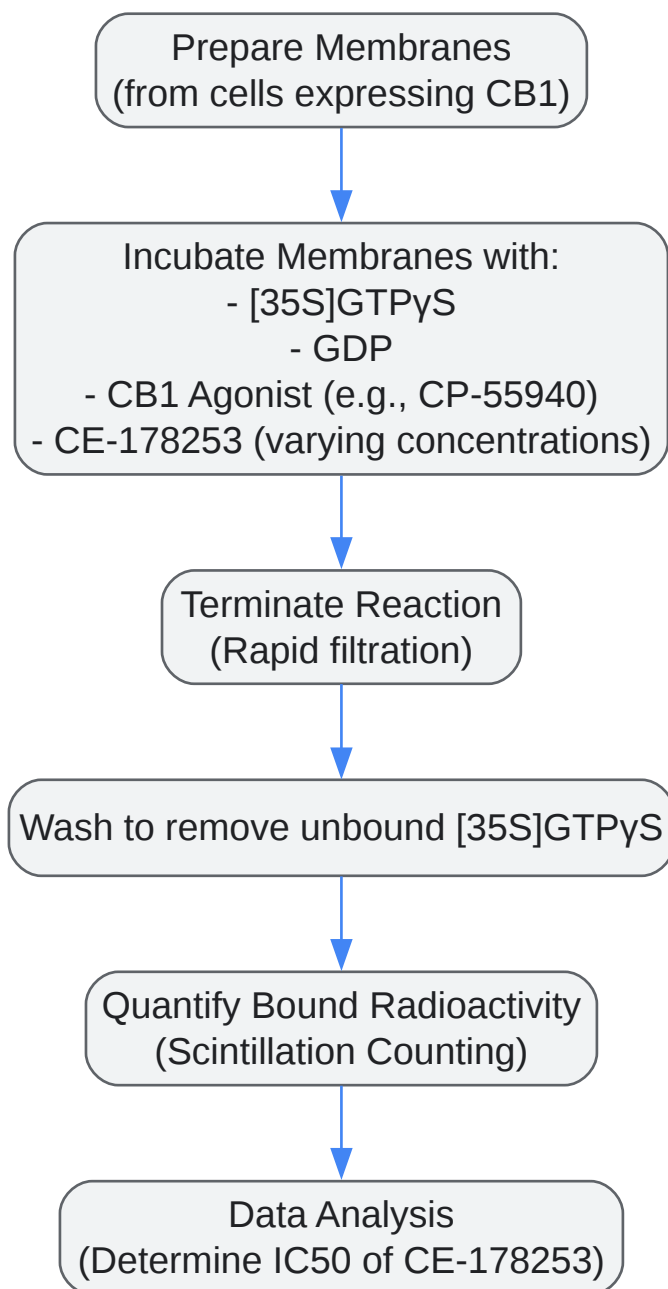 Prepare Membranes
(from cells expressing CB1)
Incubate Membranes with:
- [35S]GTPγS
- GDP
- CB1 Agonist (e.g., CP-55940)
- CE-178253 (varying concentrations)
Terminate Reaction
(Rapid filtration)
Wash to remove unbound [35S]GTPγS
Quantify Bound Radioactivity
(Scintillation Counting)
Data Analysis
(Determine IC50 of CE-178253)